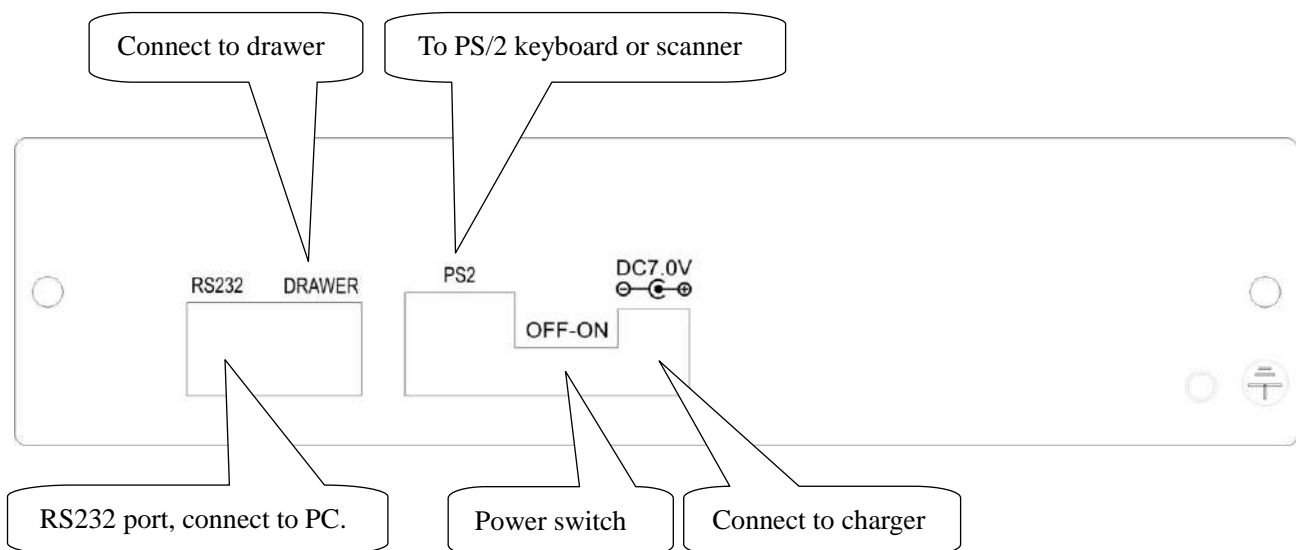 Connect to drawer
To PS/2 keyboard or scanner
RS232
DRAWER
PS2
DC7.0V
OFF-ON
RS232 port, connect to PC.
Power switch
Connect to charger